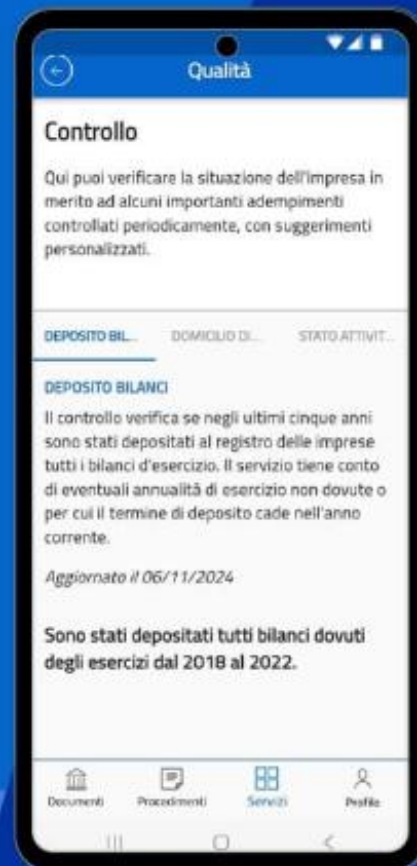 Qualità
Controllo
Qui puoi verificare la situazione dell'impresa in
merito ad alcuni importanti adempimenti
controllati periodicamente, con suggerimenti
personalizzati.
DEPOSITO BIL... DOMICILIO DI... STATO ATTIVIT...
DEPOSITO BILANCI
Il controllo verifica se negli ultimi cinque anni
sono stati depositati al registro delle imprese
tutti i bilanci d'esercizio. Il servizio tiene conto
di eventuali annualità di esercizio non dovute o
per cui il termine di deposito cade nell'anno
corrente.
Aggiornato il 06/11/2024
Sono stati depositati tutti bilanci dovuti
degli esercizi dal 2018 al 2022.
Documenti Procedimenti Servizi Profilo